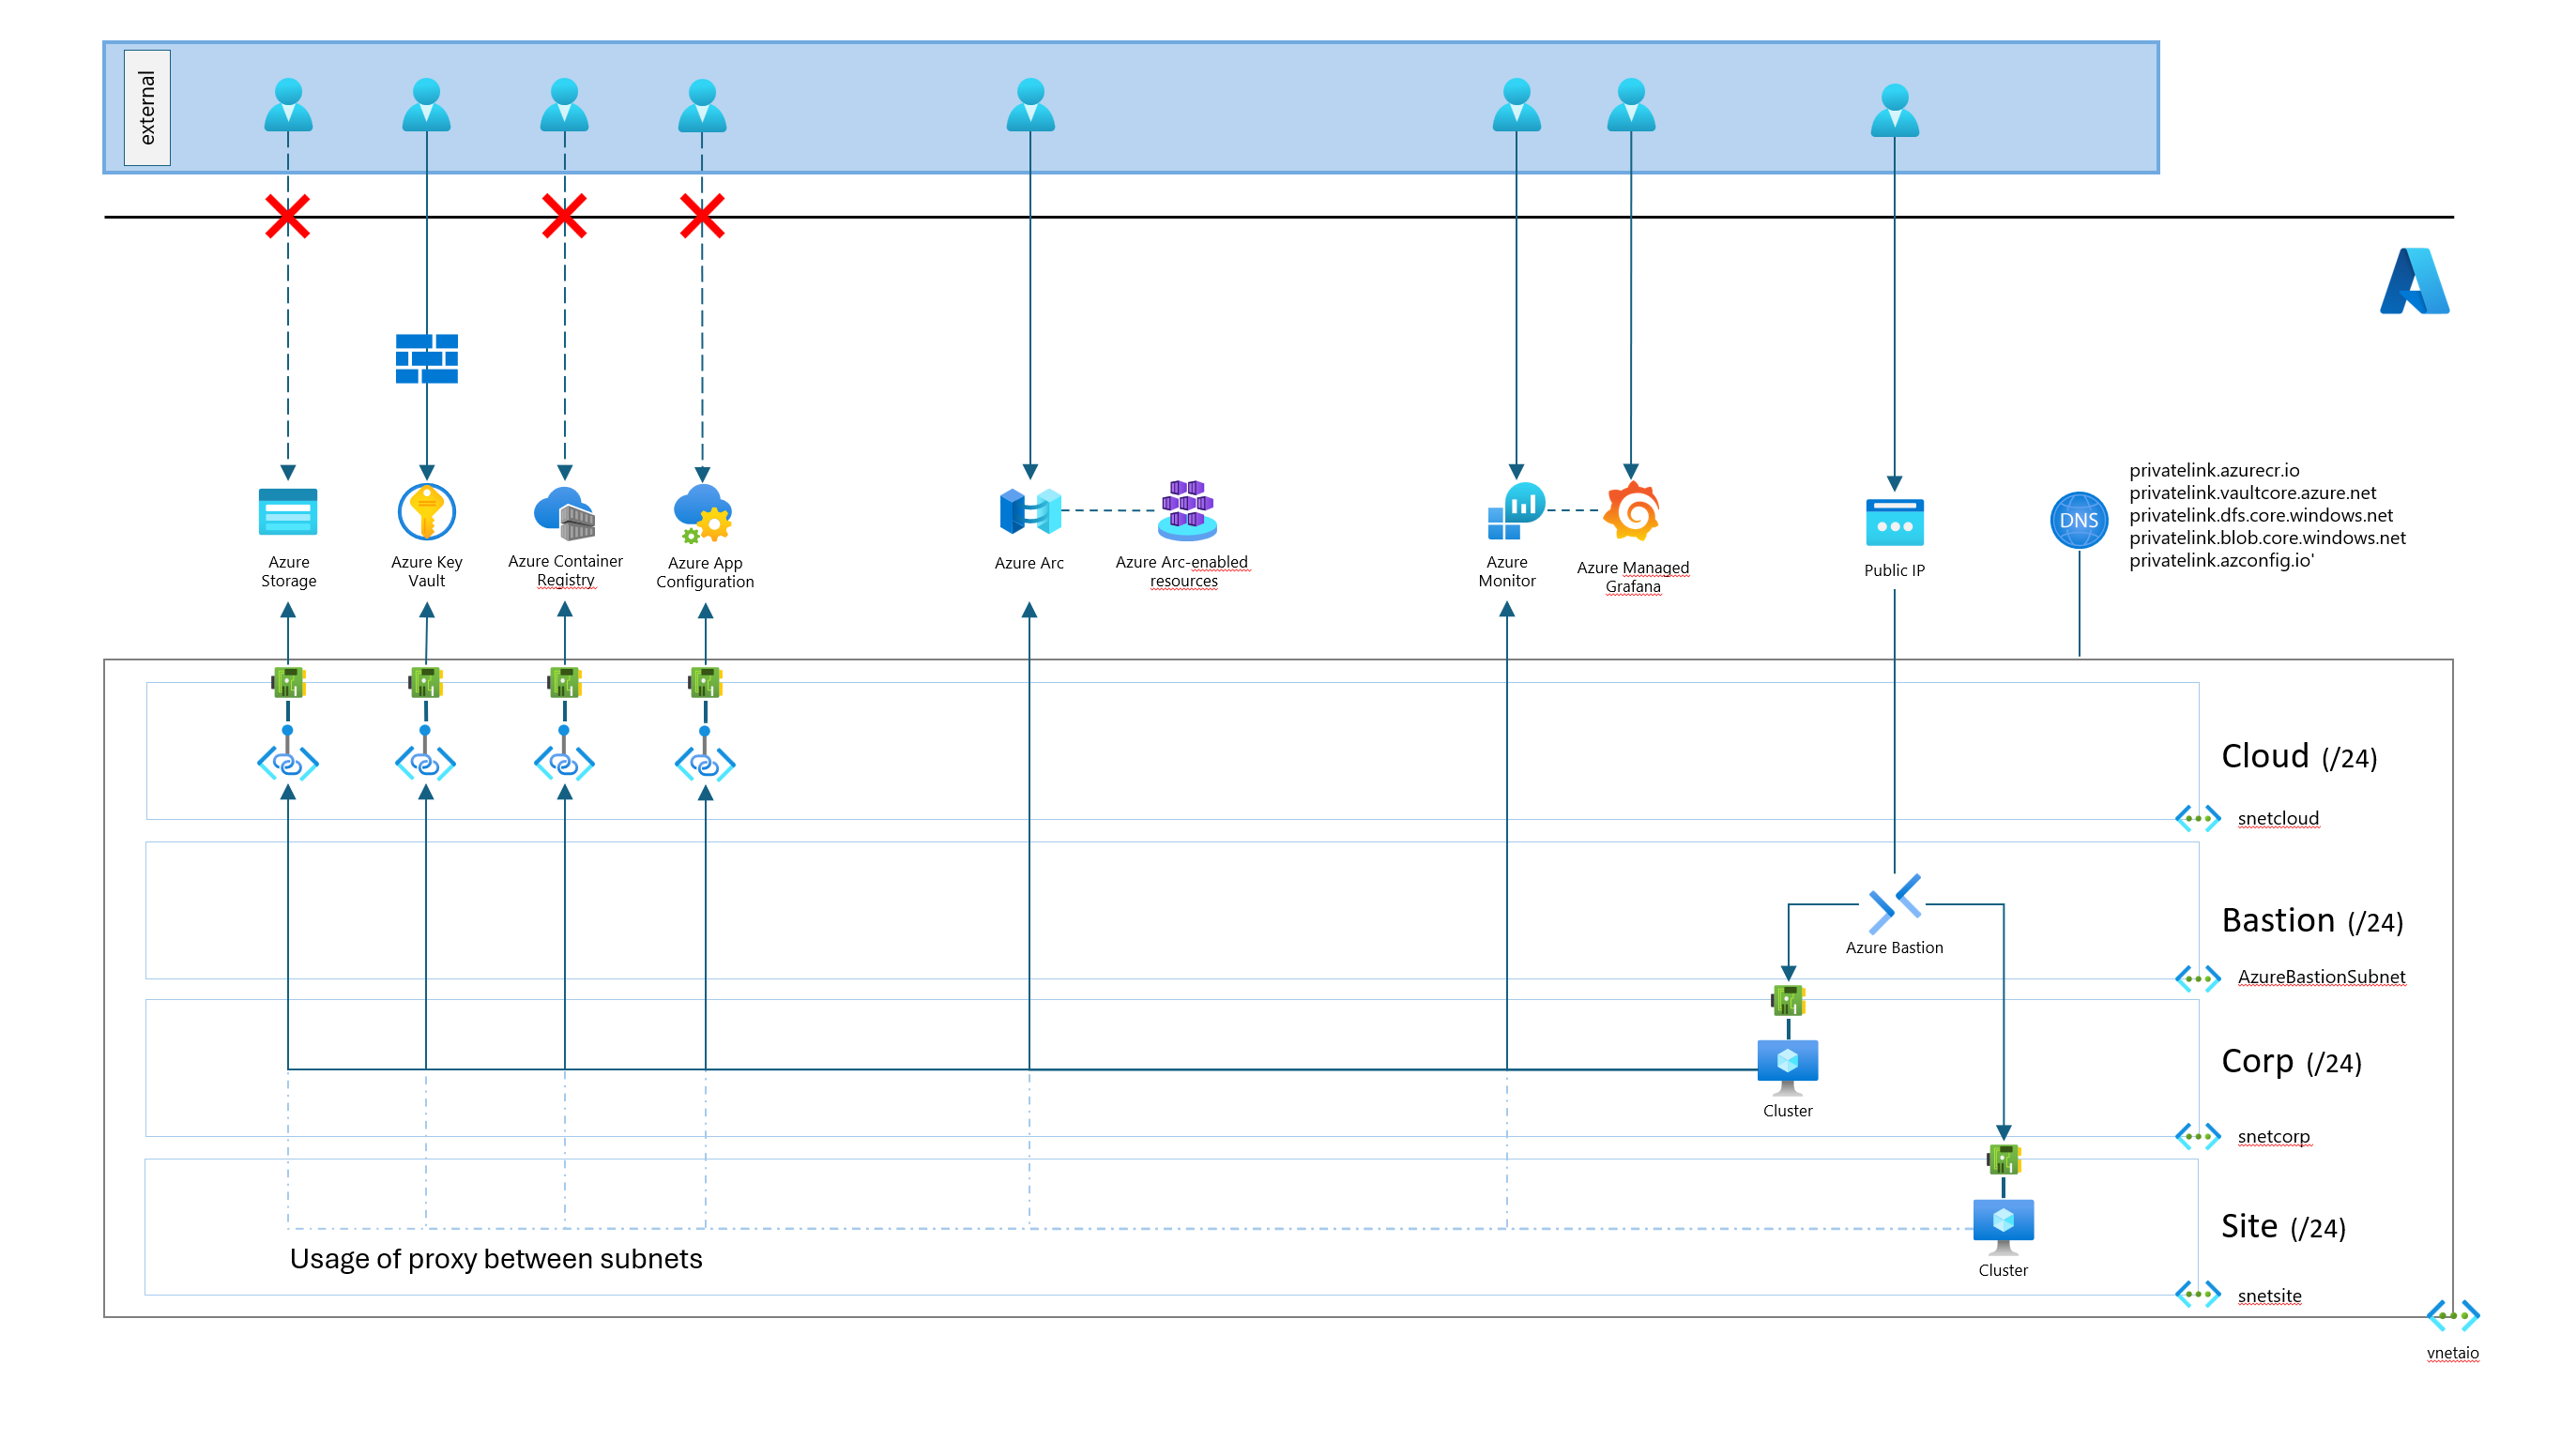 external
privatelink.azurecr.io
privatelink.vaultcore.azure.net
privatelink.dfs.core.windows.net
privatelink.blob.core.windows.net
privatelink.azconfig.io'
DNS
Azure
Storage
Azure Key
Vault
Azure Container
Registry
Azure App
Configuration
Azure Arc
Azure Arc-enabled
resources
Azure
Monitor
Azure Managed
Grafana
Public IP
Cloud (/24)
snetcloud
Azure Bastion
Bastion (/24)
AzureBastionSubnet
Cluster
Corp (/24)
snetcorp
Usage of proxy between subnets
Cluster
Site (/24)
snetsite
vnetaio